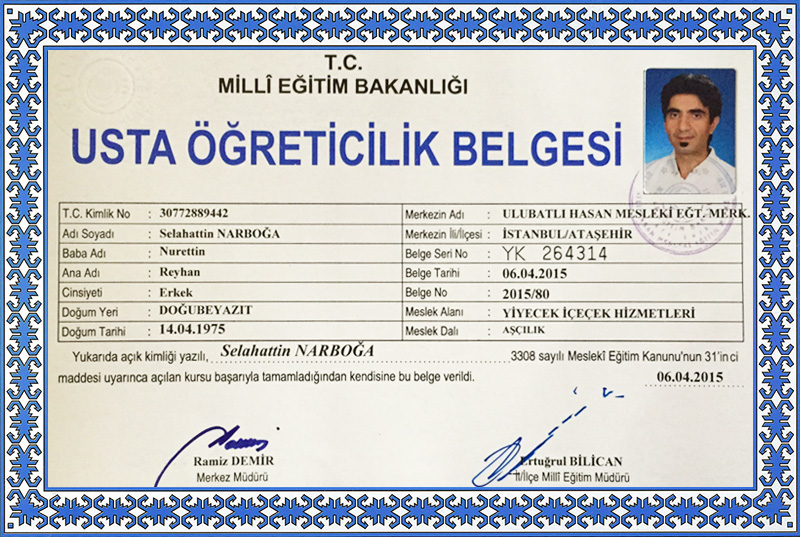 T.C.
MİLLÎ EĞİTİM BAKANLIĞI
USTA ÖĞRETİCİLİK BELGESİ
T.C. Kimlik No : 30772889442
Adı Soyadı : Selahattin NARBOĞA
Baba Adı : Nurettin
Ana Adı : Reyhan
Cinsiyeti : Erkek
Doğum Yeri : DOĞUBEYAZIT
Doğum Tarihi : 14.04.1975
Merkezin Adı : ULUBATLI HASAN MESLEKİ EĞT. MERK.
Merkezin İli/İlçesi : İSTANBUL/ATAŞEHİR
Belge Seri No : YK 264314
Belge Tarihi : 06.04.2015
Belge No : 2015/80
Meslek Alanı : YİYECEK İÇEÇEK HİZMETLERİ
Meslek Dalı : AŞÇILIK
Yukarıda açık kimliği yazılı, Selahattin NARBOĞA 3308 sayılı Meslekî Eğitim Kanunu'nun 31'inci
maddesi uyarınca açılan kursu başarıyla tamamladığından kendisine bu belge verildi. 06.04.2015
Ramiz DEMİR
Merkez Müdürü
Ertuğrul BİLİCAN
İl/İlçe Millî Eğitim Müdürü